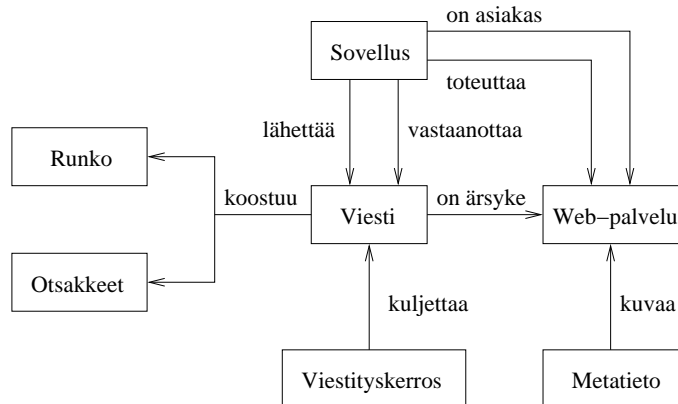 on asiakas
Sovellus
toteuttaa
lähettää
vastaanottaa
Runko
koostuu
Viesti
on ärsyke
Web−palvelu
Otsakkeet
kuljettaa
kuvaa
Viestityskerros
Metatieto